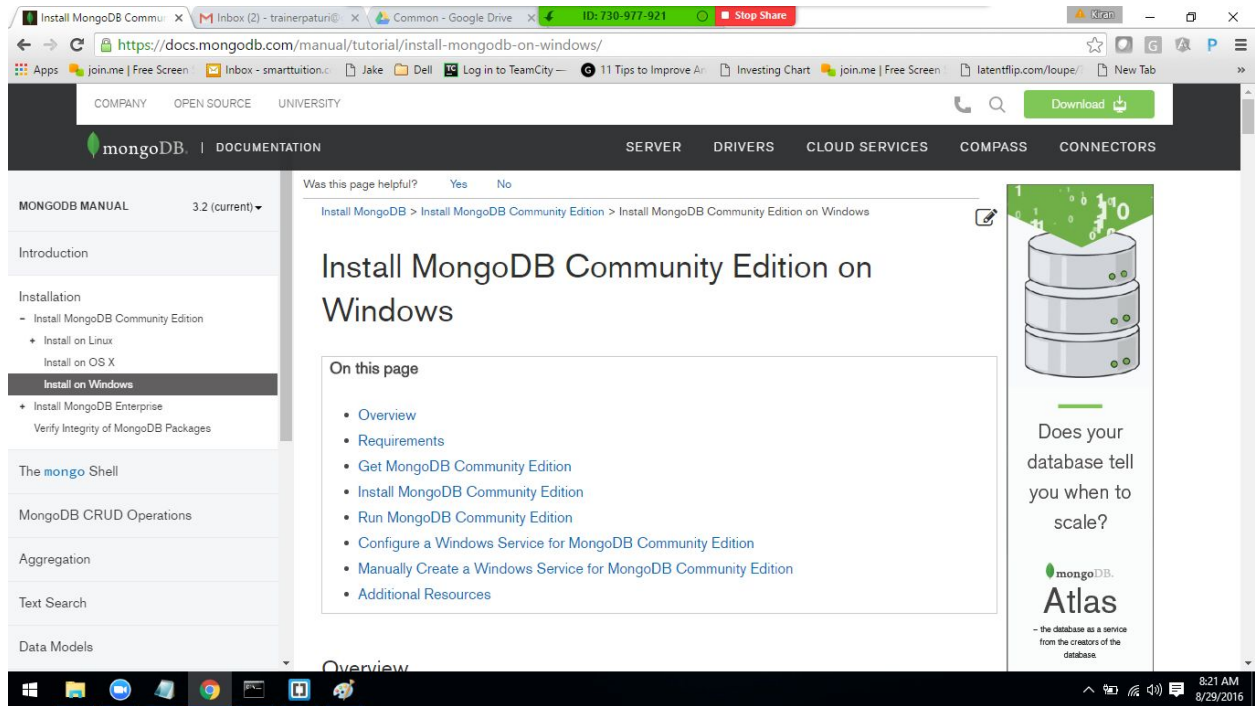 Install MongoDB Commun
Inbox (2) - trainerpaturi@
Common - Google Drive
ID: 730-977-921
Stop Share
Kiran
https://docs.mongodb.com/manual/tutorial/install-mongodb-on-windows/
Apps
join.me | Free Screen
Inbox - smarttuition.c
Jake
Dell
Log in to TeamCity —
11 Tips to Improve An
Investing Chart
join.me | Free Screen
latentflip.com/loupe/
New Tab
»
COMPANY OPEN SOURCE UNIVERSITY
Download
mongoDB. | DOCUMENTATION
SERVER DRIVERS CLOUD SERVICES COMPASS CONNECTORS
MONGODB MANUAL 3.2 (current)
Introduction
Installation
- Install MongoDB Community Edition
+ Install on Linux
Install on OS X
Install on Windows
+ Install MongoDB Enterprise
Verify Integrity of MongoDB Packages
The mongo Shell
MongoDB CRUD Operations
Aggregation
Text Search
Data Models
Was this page helpful? Yes No
Install MongoDB > Install MongoDB Community Edition > Install MongoDB Community Edition on Windows
Install MongoDB Community Edition on
Windows
On this page
• Overview
• Requirements
• Get MongoDB Community Edition
• Install MongoDB Community Edition
• Run MongoDB Community Edition
• Configure a Windows Service for MongoDB Community Edition
• Manually Create a Windows Service for MongoDB Community Edition
• Additional Resources
Overview
Does your
database tell
you when to
scale?
mongoDB.
Atlas
– the database as a service
from the creators of the
database.
8:21 AM
8/29/2016